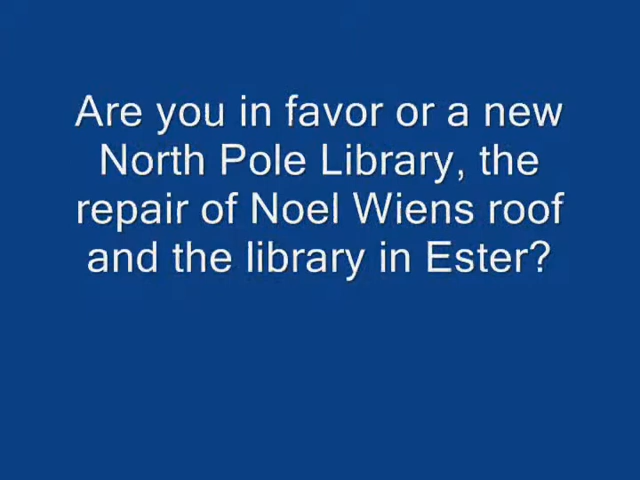 Are you in favor or a new
North Pole Library, the
repair of Noel Wiens roof
and the library in Ester?